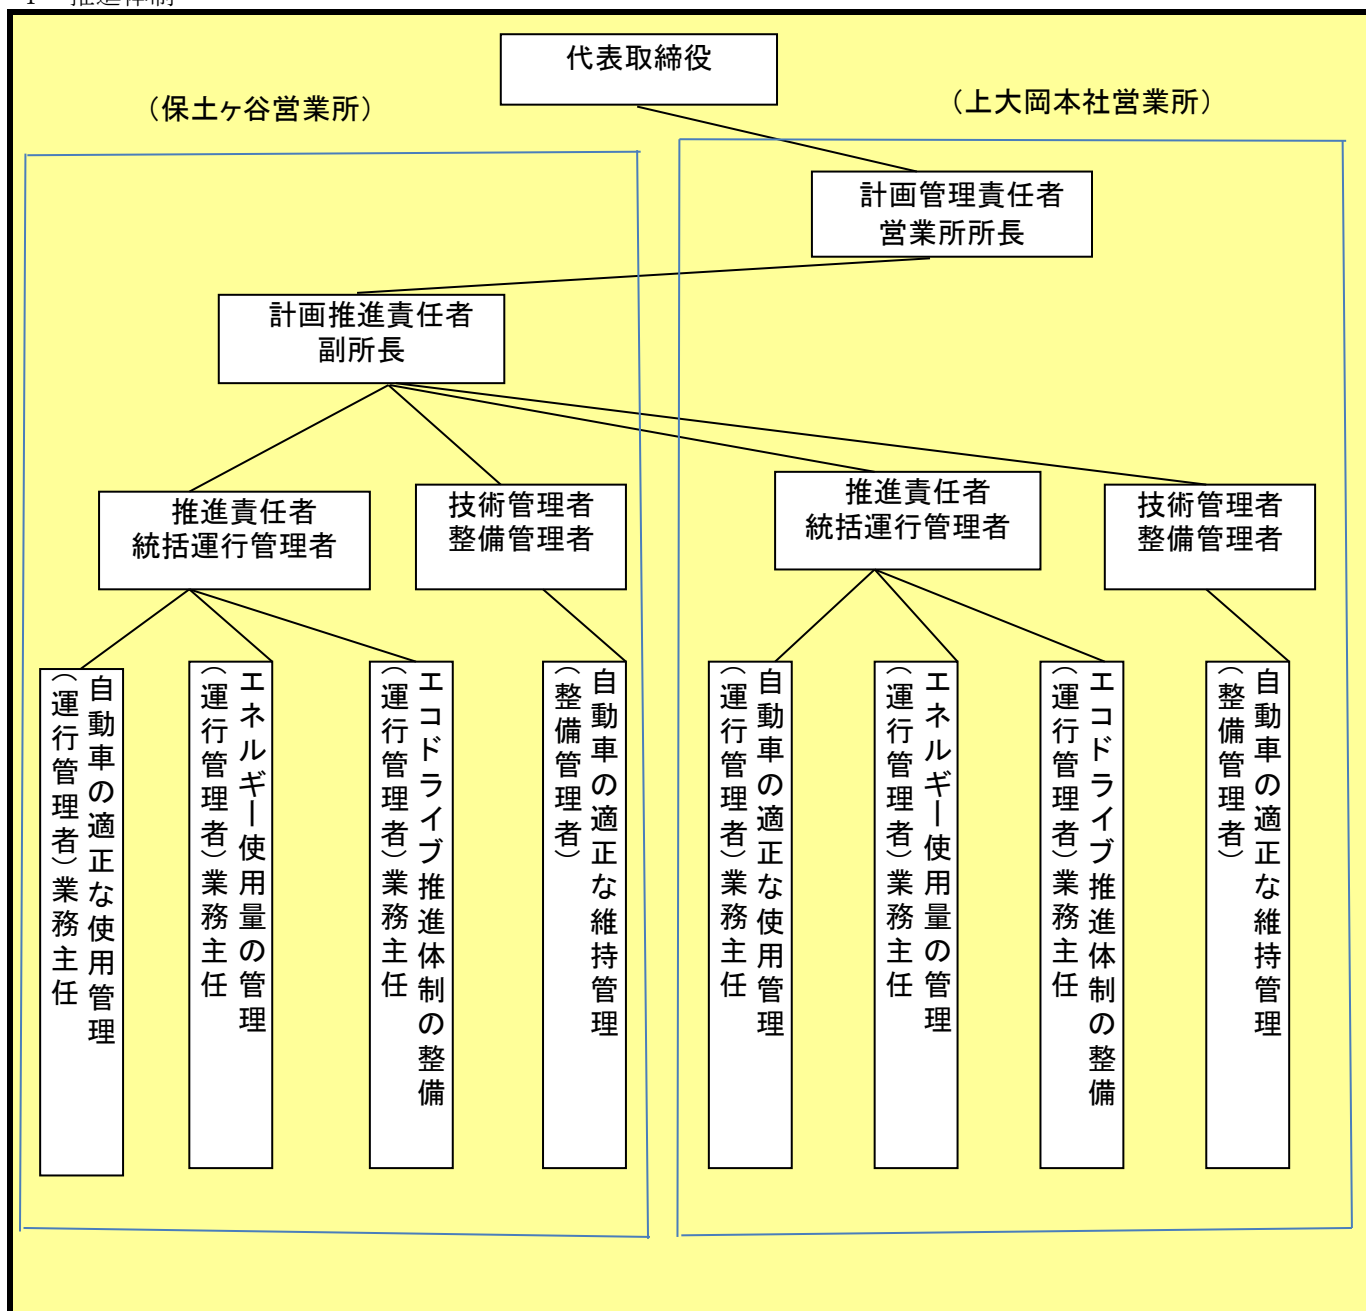 推進体制
代表取締役
（保土ヶ谷営業所）
（上大岡本社営業所）
計画管理責任者
営業所所長
計画推進責任者
副所長
推進責任者
統括運行管理者
技術管理者
整備管理者
推進責任者
統括運行管理者
技術管理者
整備管理者
自動車の適正な使用管理
（運行管理者）業務主任
エネルギー使用量の管理
（運行管理者）業務主任
エコドライブ推進体制の整備
（運行管理者）業務主任
自動車の適正な維持管理
（整備管理者）
自動車の適正な使用管理
（運行管理者）業務主任
エネルギー使用量の管理
（運行管理者）業務主任
エコドライブ推進体制の整備
（運行管理者）業務主任
自動車の適正な維持管理
（整備管理者）